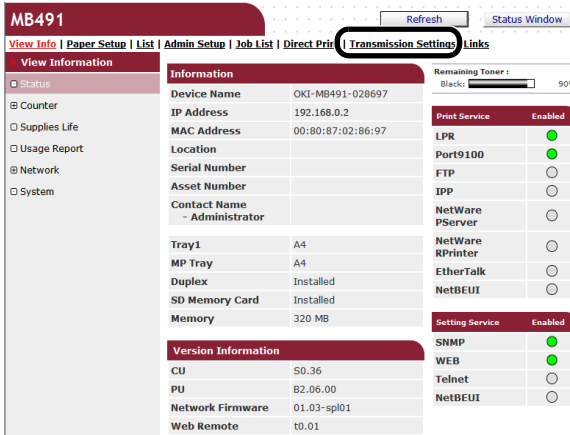 MB491
Refresh
Status Window
View Info | Paper Setup | List | Admin Setup | Job List | Direct Prin | Transmission Settings Links
View Information
Status
Counter
Supplies Life
Usage Report
Network
System
Information
Device Name OKI-MB491-028697
IP Address 192.168.0.2
MAC Address 00:80:87:02:86:97
Location
Serial Number
Asset Number
Contact Name
- Administrator
Tray1 A4
MP Tray A4
Duplex Installed
SD Memory Card Installed
Memory 320 MB
Version Information
CU S0.36
PU B2.06.00
Network Firmware 01.03-spl01
Web Remote t0.01
Remaining Toner :
Black: 90%
Print Service Enabled
LPR
Port9100
FTP
IPP
NetWare
PServer
NetWare
RPrinter
EtherTalk
NetBEUI
Setting Service Enabled
SNMP
WEB
Telnet
NetBEUI